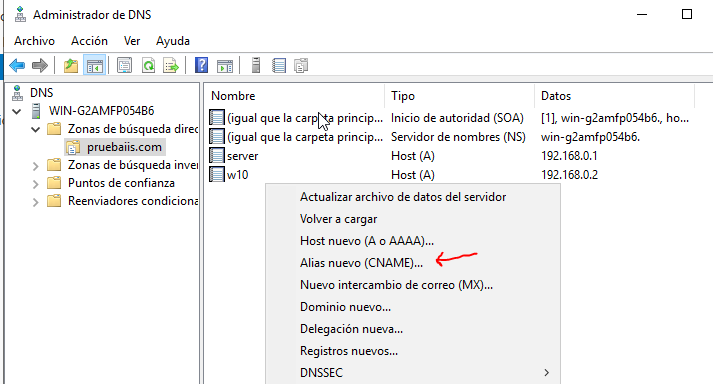 Administrador de DNS
Archivo Acción Ver Ayuda
DNS
WIN-G2AMFP054B6
Zonas de búsqueda direc
pruebaiis.com
Zonas de búsqueda inver
Puntos de confianza
Reenviadores condiciona
Nombre Tipo Datos
(igual que la carpeta princip... Inicio de autoridad (SOA) [1], win-g2amfp054b6., ho...
(igual que la carpeta princip... Servidor de nombres (NS) win-g2amfp054b6.
server Host (A) 192.168.0.1
w10 Host (A) 192.168.0.2
Actualizar archivo de datos del servidor
Volver a cargar
Host nuevo (A o AAAA)...
Alias nuevo (CNAME)...
Nuevo intercambio de correo (MX)...
Dominio nuevo...
Delegación nueva...
Registros nuevos...
DNSSEC